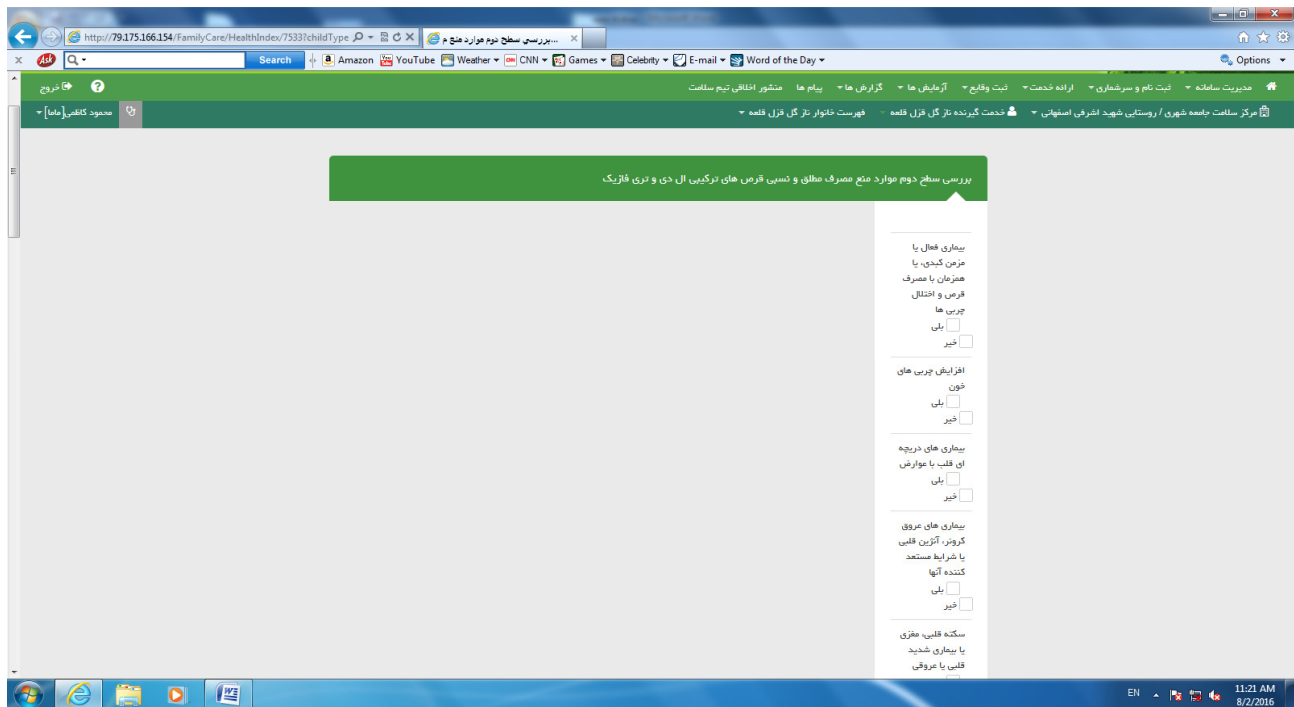 http://79.175.166.154/FamilyCare/HealthIndex/7533?childType
بررسی سطح دوم موارد منع م...
Search
Amazon
YouTube
Weather
CNN
Games
Celebrity
E-mail
Word of the Day
Options
مدیریت سامانه
ثبت نام و سرشماری
ارائه خدمت
ثبت وقایع
آزمایش ها
گزارش ها
پیام ها
منشور اخلاقی تیم سلامت
خروج
مرکز سلامت جامعه شهری / روستایی شهید اشرفی اصفهانی
خدمت گیرنده ناز گل قزل قلعه
فهرست خانوار ناز گل قزل قلعه
محمود کاظمی[ماما]
بررسی سطح دوم موارد منع مصرف مطلق و نسبی قرص های ترکیبی ال دی و تری فازیک
بیماری فعال یا
مزمن کبدی، یا
همزمان با مصرف
قرص و اختلال
چربی ها
بلی
خیر
افزایش چربی های
خون
بلی
خیر
بیماری های دریچه
ای قلب با عوارض
بلی
خیر
بیماری های عروق
کرونر، آنژین قلبی
یا شرایط مستعد
کننده آنها
بلی
خیر
سکته قلبی، مغزی
یا بیماری شدید
قلبی یا عروقی
EN
11:21 AM
8/2/2016